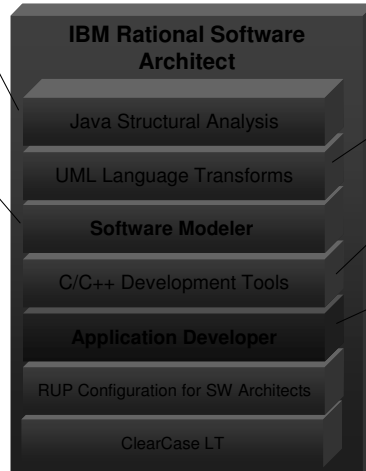 IBM Rational Software
Architect
Java Structural Analysis
UML Language Transforms
Software Modeler
C/C++ Development Tools
Application Developer
RUP Configuration for SW Architects
ClearCase LT